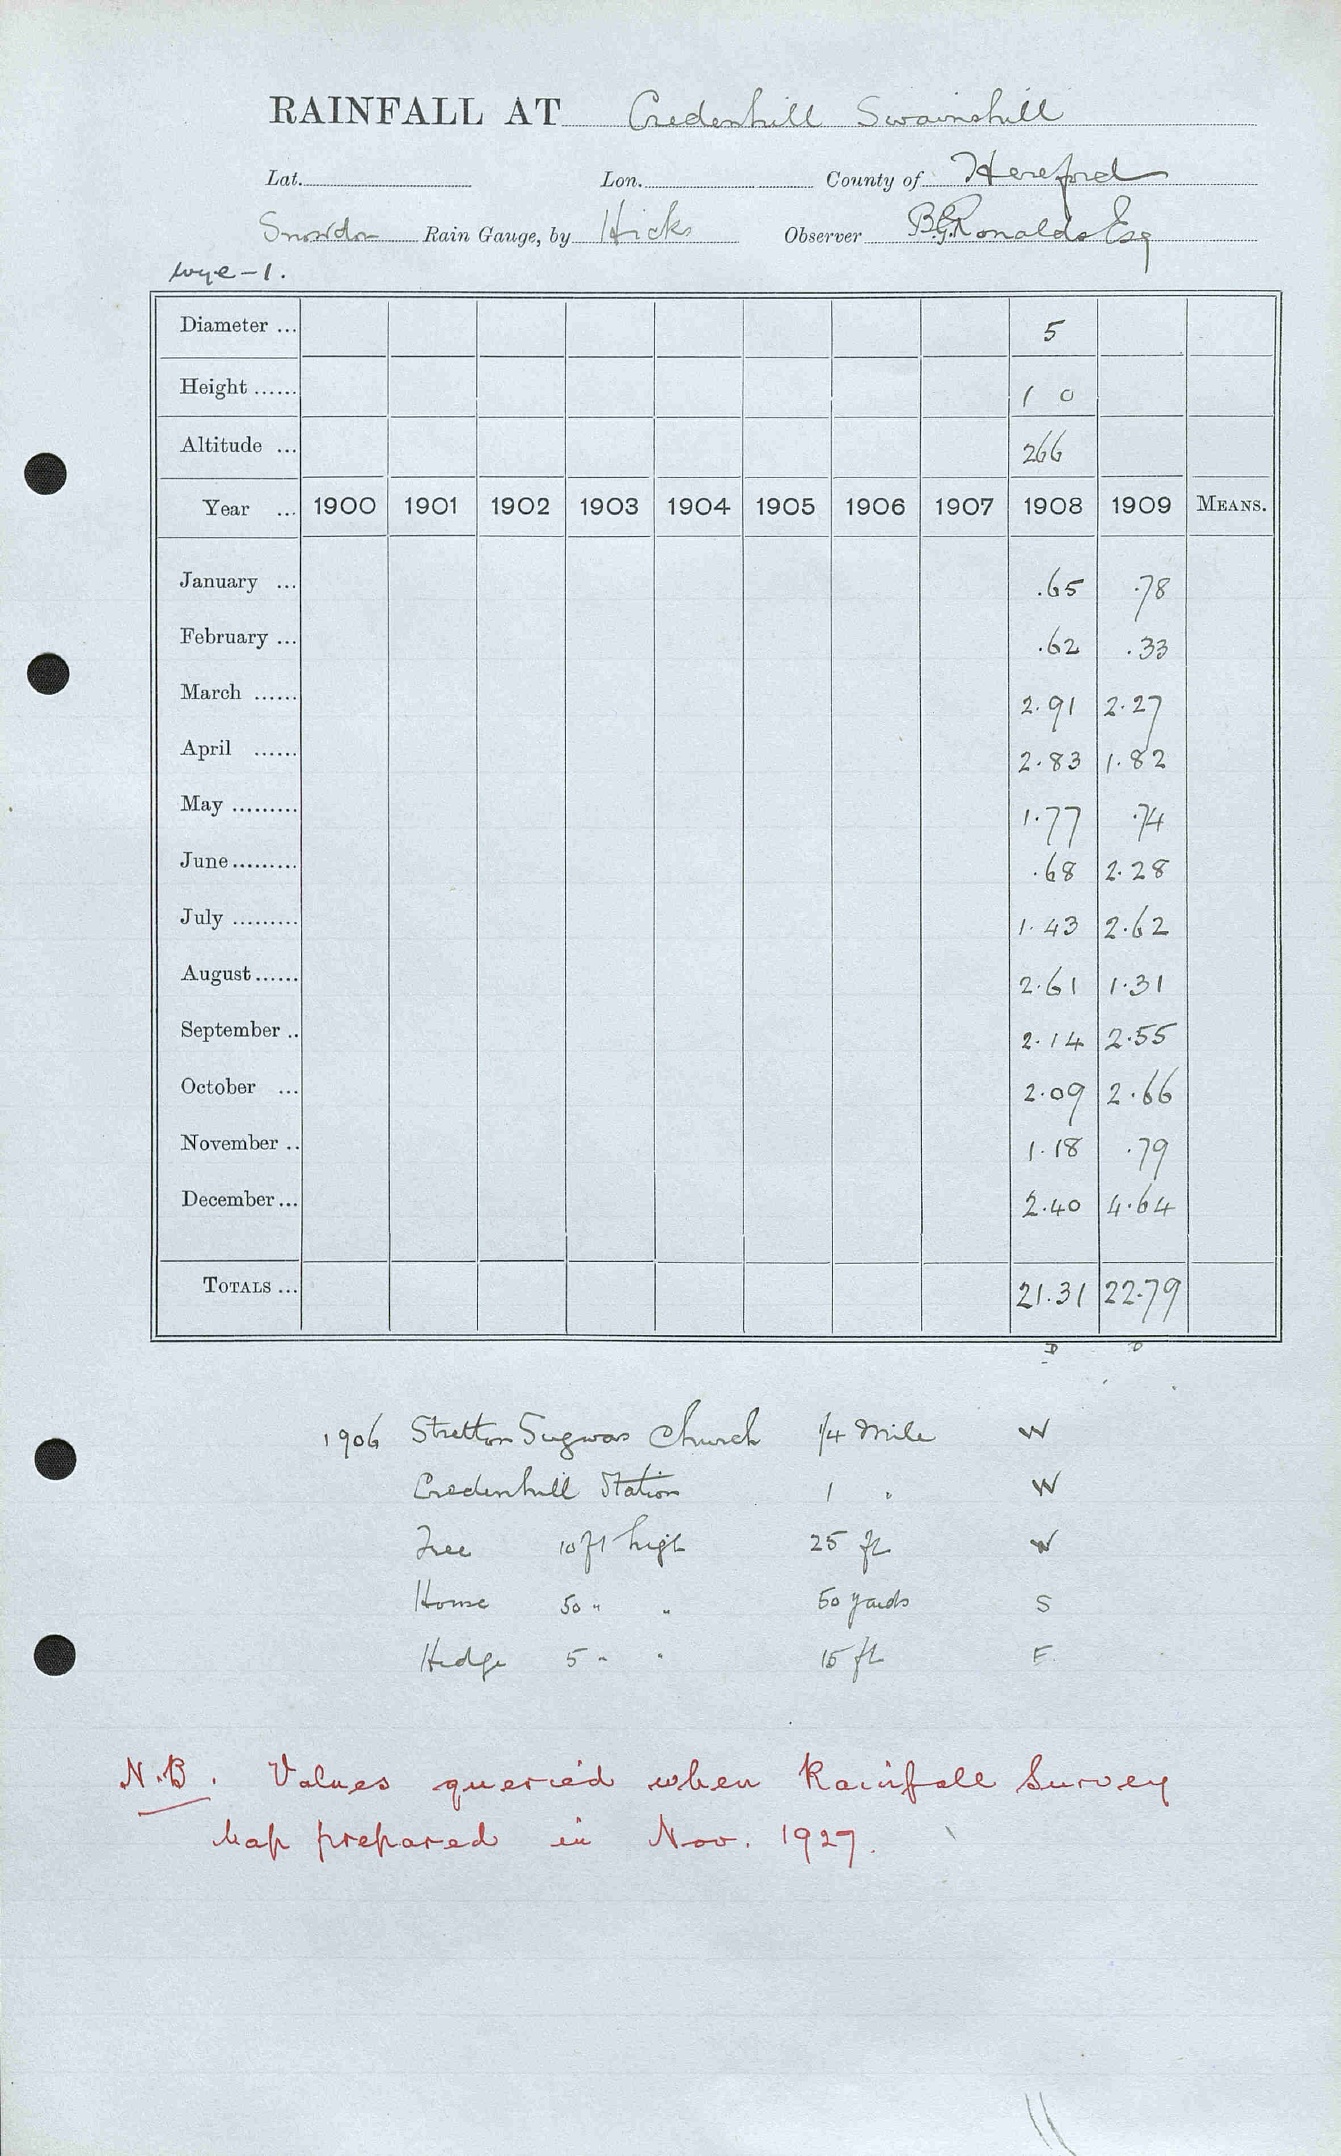 RAINFALL AT Credenhill Swainshill
Lat. Lon. County of Hereford
Snowdon Rain Gauge, by Hicks Observer B.G.Ronalds Esq
Wye - 1.
Diameter ... 5
Height ...... 1 0
Altitude ... 266
Year ... 1900 1901 1902 1903 1904 1905 1906 1907 1908 1909 MEANS.
January ... .65 .78
February ... .62 .33
March ...... 2.91 2.27
April ...... 2.83 1.82
May ......... 1.77 .74
June ......... .68 2.28
July ......... 1.43 2.62
August ...... 2.61 1.31
September .. 2.14 2.55
October ... 2.09 2.66
November .. 1.18 .79
December ... 2.40 4.64
TOTALS ... 21.31 22.79
D D
1906 Stretton Sugwas Church 1/4 Mile W
Credenhill Station 1 " W
Tree 10 ft high 25 ft W
House 50 " " 50 yards S
Hedge 5 " " 15 ft E
N.B. Values queried when Rainfall Survey
Map prepared in Nov. 1927.